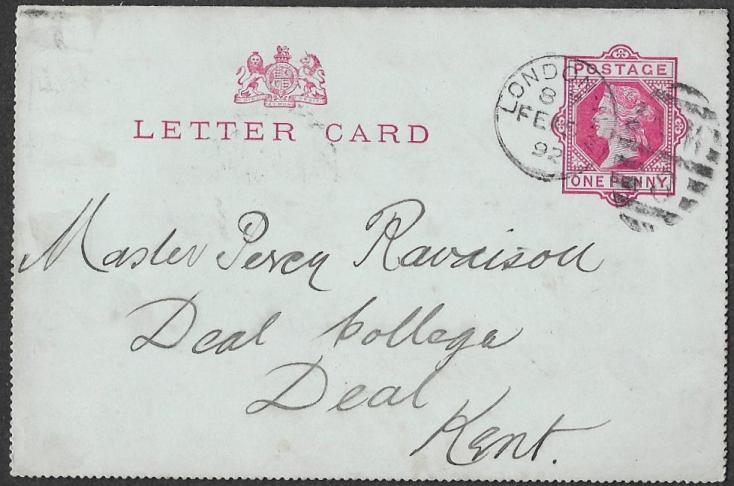 POSTAGE
ONE PENNY
LETTER CARD
LONDON
8
FE
92
Master Percy Ravaison
Deal College
Deal
Kent.